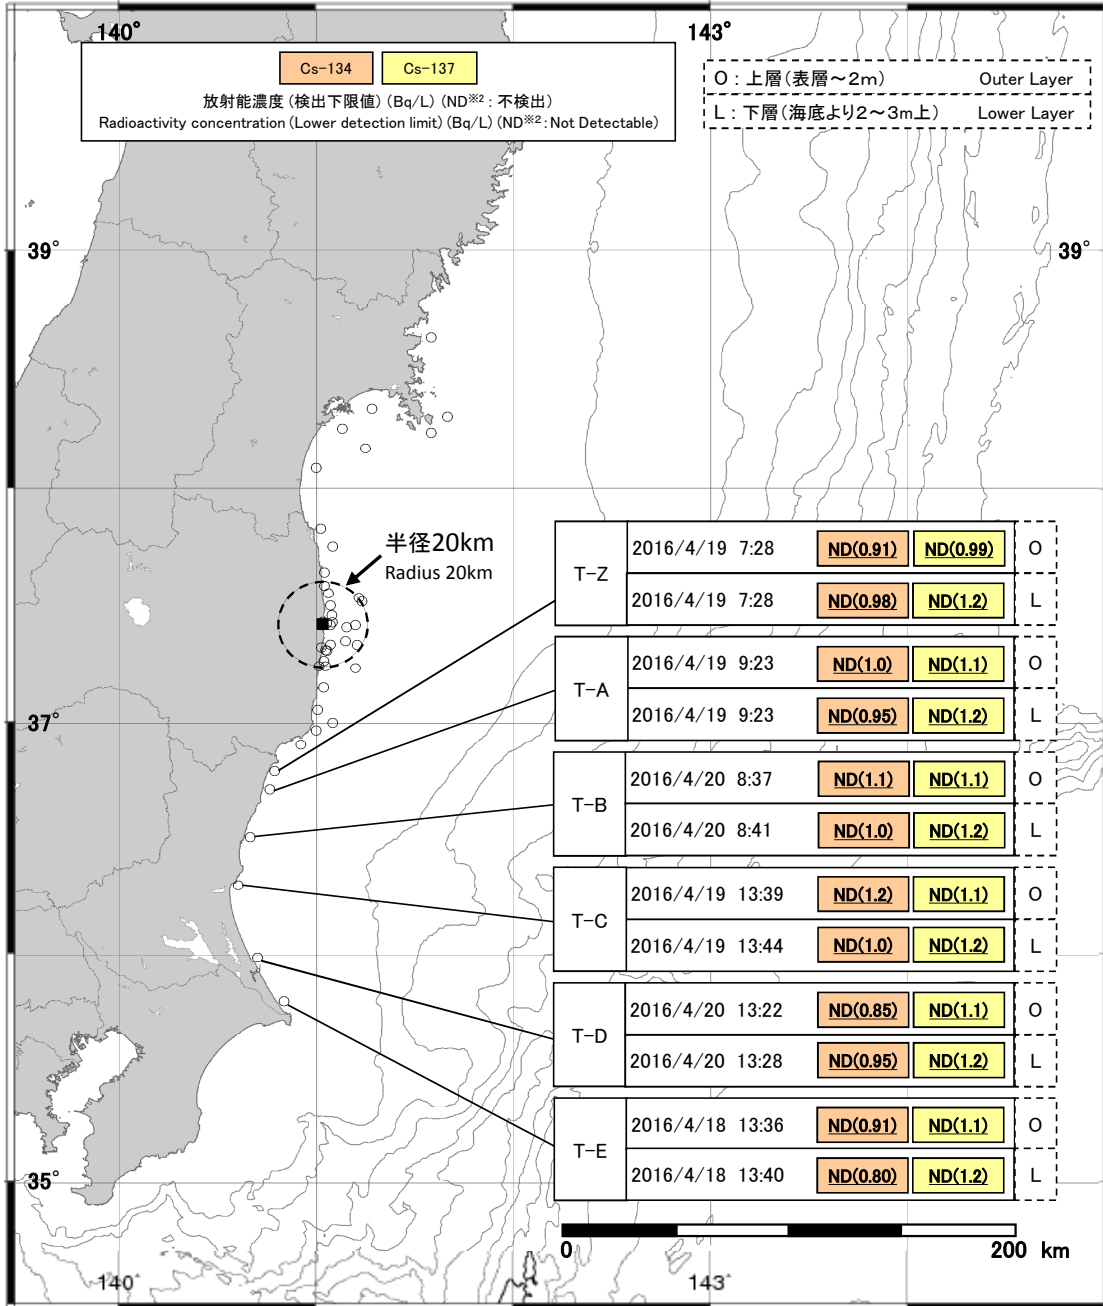 140°
143°
Cs-134
Cs-137
放射能濃度(検出下限値)(Bq/L)(ND※2:不検出)
Radioactivity concentration(Lower detection limit)(Bq/L)(ND※2:Not Detectable)
O:上層(表層～2m) Outer Layer
L:下層(海底より2～3m上) Lower Layer
39°
39°
半径20km
Radius 20km
T-Z
2016/4/19 7:28 ND(0.91) ND(0.99) O
2016/4/19 7:28 ND(0.98) ND(1.2) L
T-A
2016/4/19 9:23 ND(1.0) ND(1.1) O
2016/4/19 9:23 ND(0.95) ND(1.2) L
37°
T-B
2016/4/20 8:37 ND(1.1) ND(1.1) O
2016/4/20 8:41 ND(1.0) ND(1.2) L
T-C
2016/4/19 13:39 ND(1.2) ND(1.1) O
2016/4/19 13:44 ND(1.0) ND(1.2) L
T-D
2016/4/20 13:22 ND(0.85) ND(1.1) O
2016/4/20 13:28 ND(0.95) ND(1.2) L
T-E
2016/4/18 13:36 ND(0.91) ND(1.1) O
2016/4/18 13:40 ND(0.80) ND(1.2) L
35°
0 200 km
140°
143°